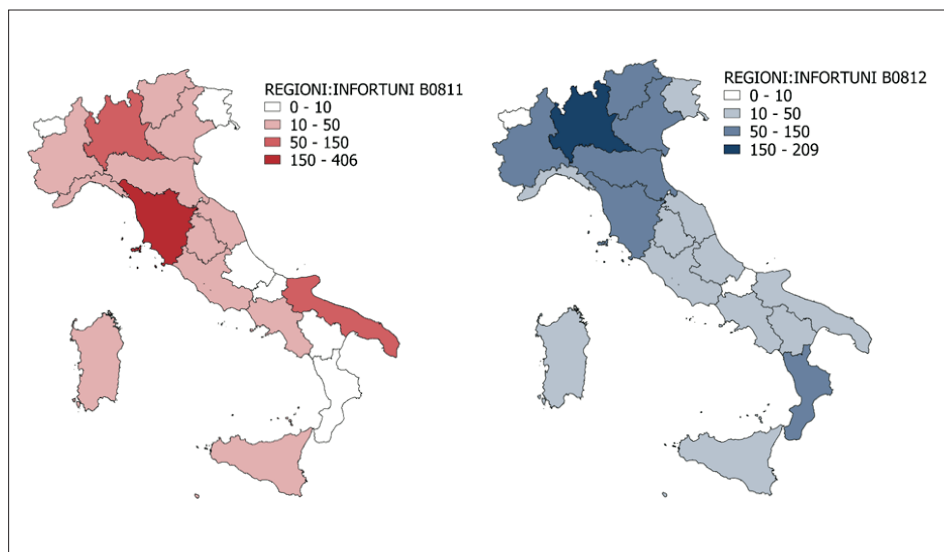 REGIONI:INFORTUNI B0811
0 - 10
10 - 50
50 - 150
150 - 406
REGIONI:INFORTUNI B0812
0 - 10
10 - 50
50 - 150
150 - 209